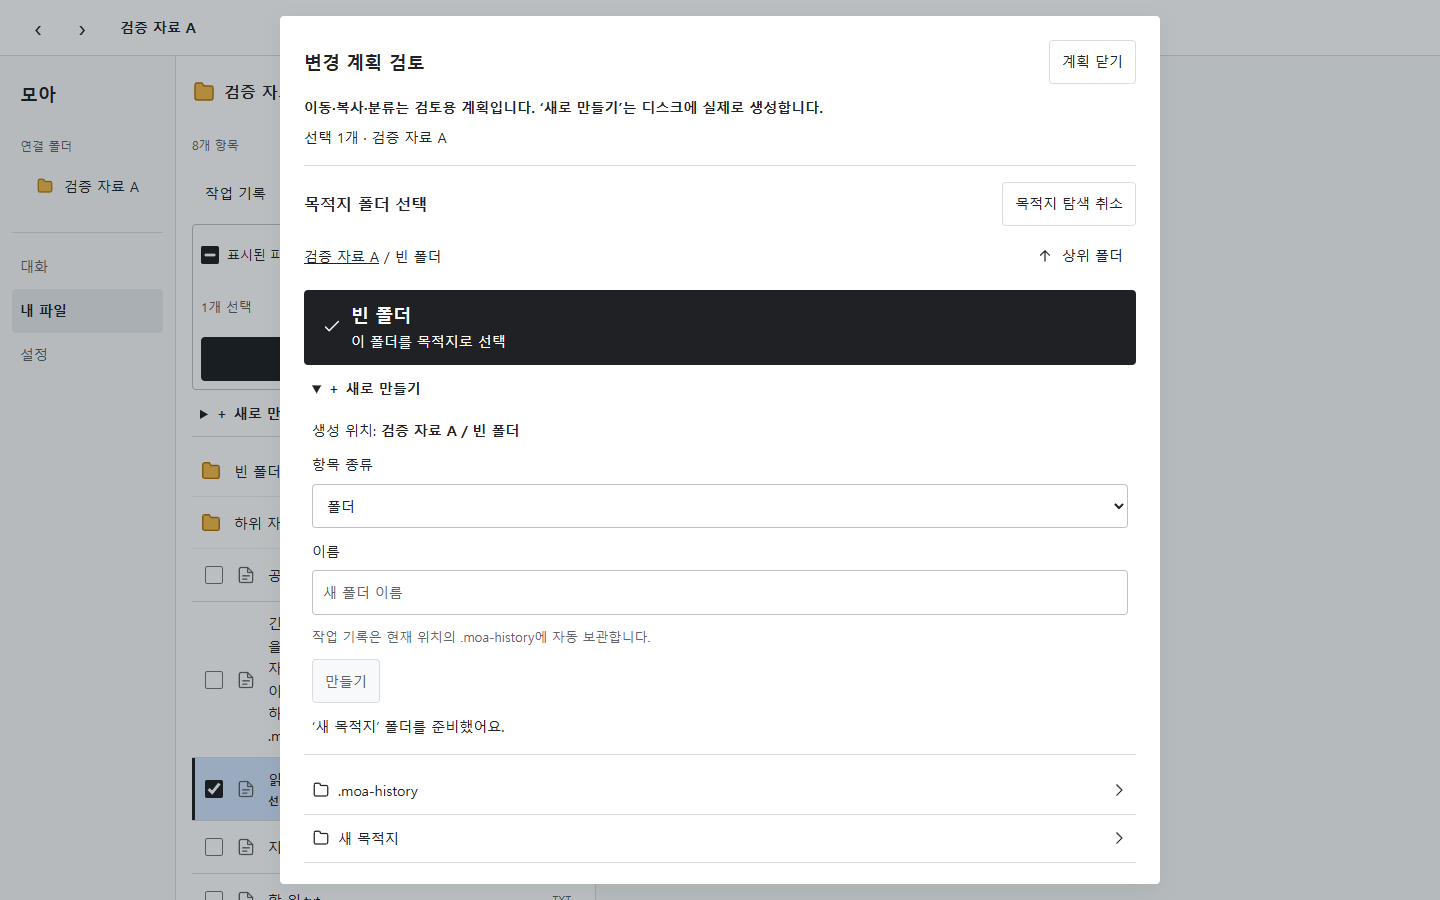 검증 자료 A
모아
연결 폴더
검증 자료 A
대화
내 파일
설정
검증 자
8개 항목
작업 기록
표시된
1개 선택
+ 새로 만
빈 폴더
하위 자
공
긴
을
자
이
하
.m
읽
선
지
TXT
변경 계획 검토
계획 닫기
이동·복사·분류는 검토용 계획입니다. ‘새로 만들기’는 디스크에 실제로 생성합니다.
선택 1개 · 검증 자료 A
목적지 폴더 선택
목적지 탐색 취소
검증 자료 A / 빈 폴더
상위 폴더
빈 폴더
이 폴더를 목적지로 선택
+ 새로 만들기
생성 위치: 검증 자료 A / 빈 폴더
항목 종류
폴더
이름
새 폴더 이름
작업 기록은 현재 위치의 .moa-history에 자동 보관합니다.
만들기
‘새 목적지’ 폴더를 준비했어요.
.moa-history
새 목적지